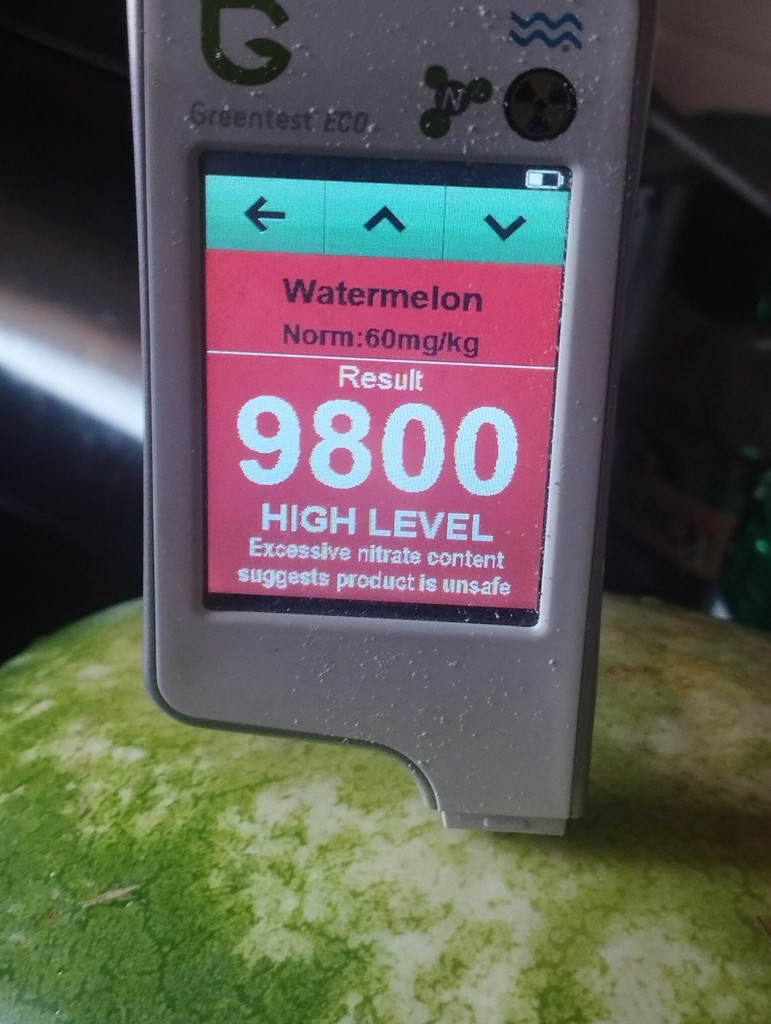 G
Greentest ECO
N
Watermelon
Norm:60mg/kg
Result
9800
HIGH LEVEL
Excessive nitrate content
suggests product is unsafe